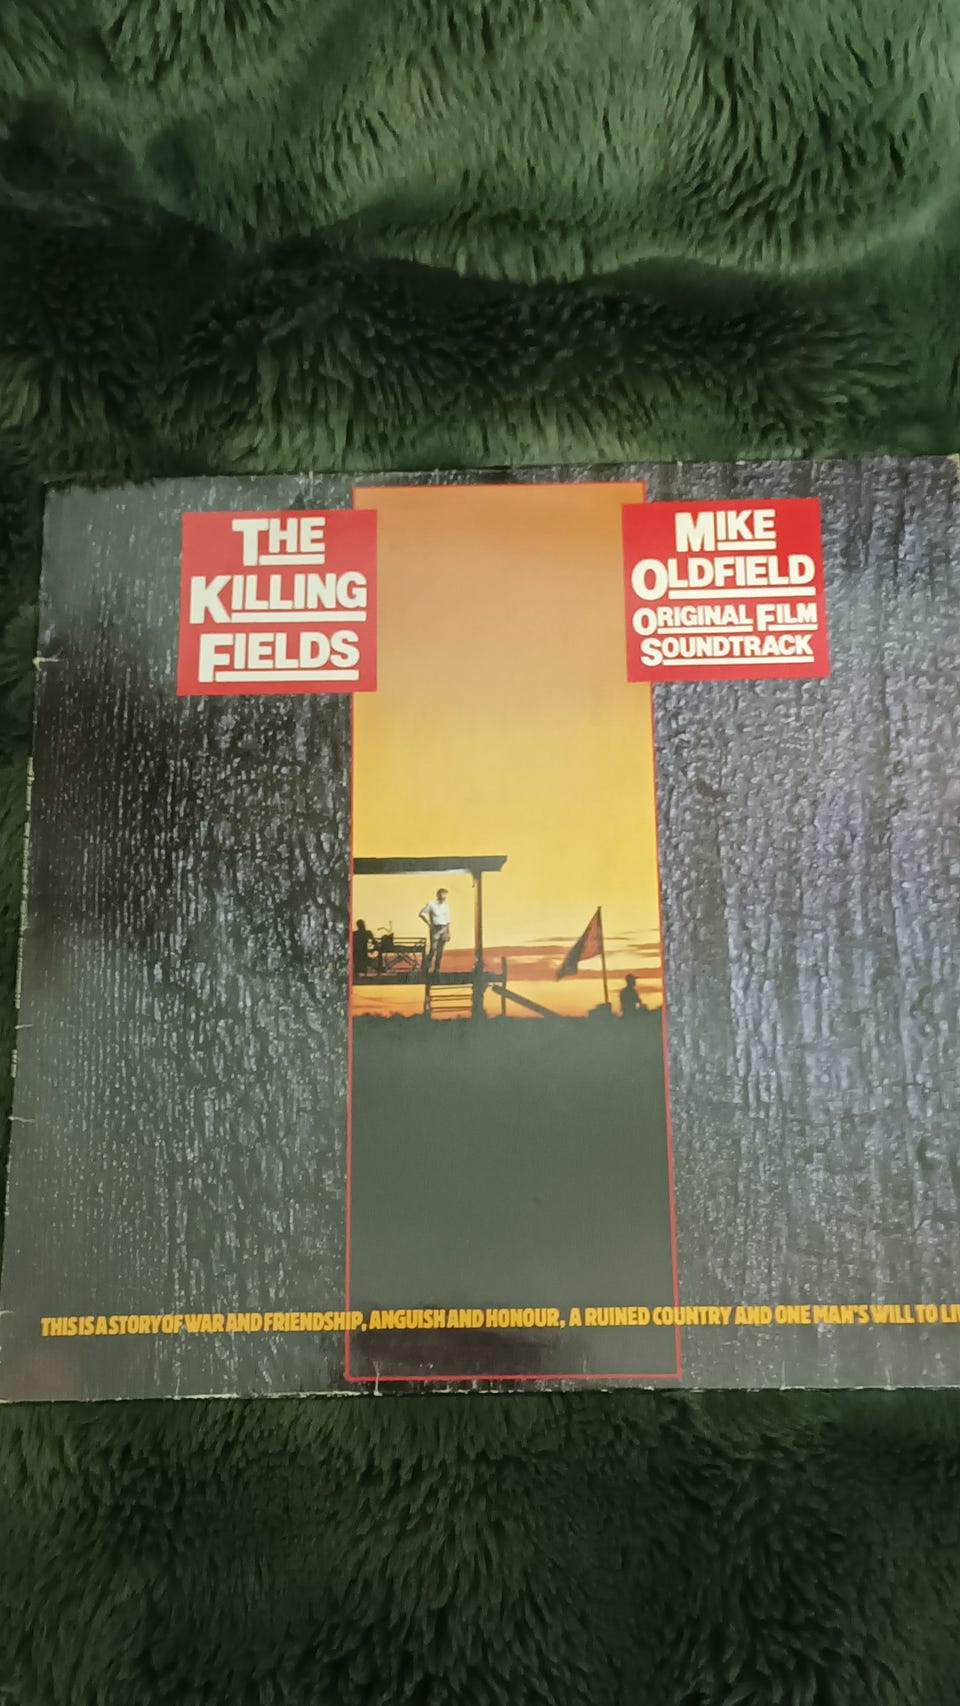 THE
KILLING
FIELDS
MIKE
OLDFIELD
ORIGINAL FILM
SOUNDTRACK
THIS IS A STORY OF WAR AND FRIENDSHIP, ANGUISH AND HONOUR, A RUINED COUNTRY AND ONE MAN'S WILL TO